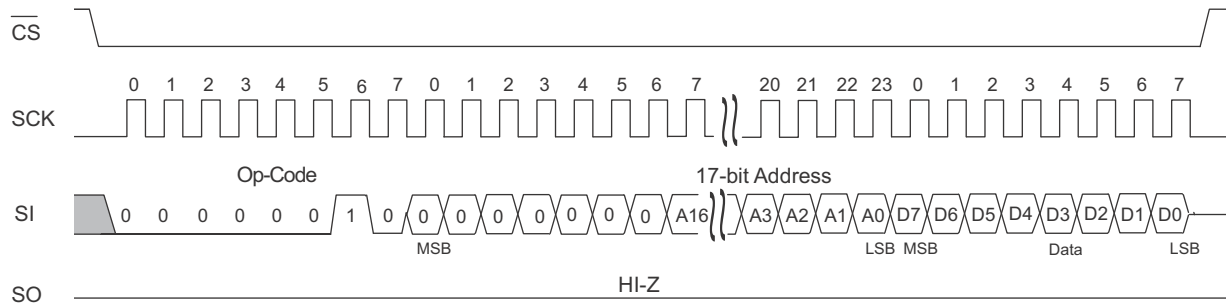 CS
0 1 2 3 4 5 6 7 0 1 2 3 4 5 6 7 20 21 22 23 0 1 2 3 4 5 6 7
SCK
Op-Code 17-bit Address
SI 0 0 0 0 0 0 1 0 0 0 0 0 0 0 0 A16 A3 A2 A1 A0 D7 D6 D5 D4 D3 D2 D1 D0
MSB LSB MSB Data LSB
HI-Z
SO